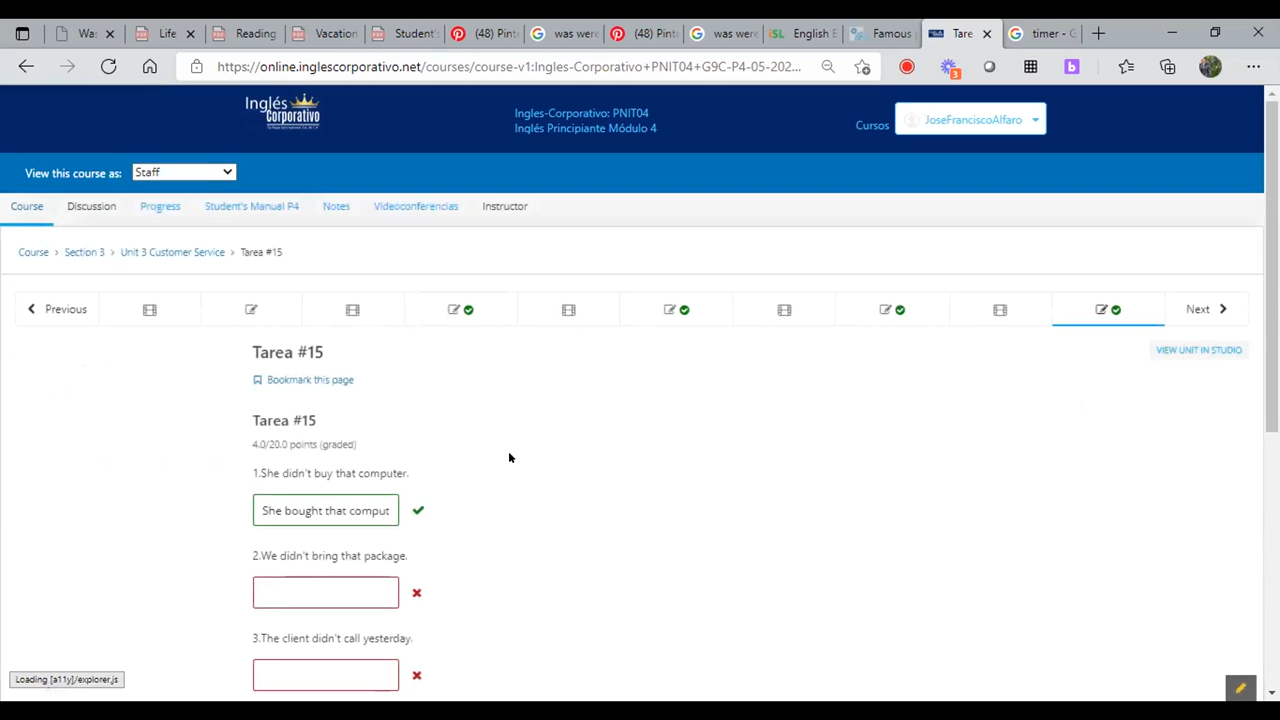 Wa
Life
Reading
Vacation
Student's
(48) Pint
was were
(48) Pint
was were
English E
Famous
Tare
timer - G
https://online.inglescorporativo.net/courses/course-v1:Ingles-Corporativo+PNIT04+G9C-P4-05-202...
3
Inglés
Corporativo
Ingles-Corporativo: PNIT04
Inglés Principiante Módulo 4
Cursos
JoseFranciscoAlfaro
View this course as:
Staff
Course
Discussion
Progress
Student's Manual P4
Notes
Videoconferencias
Instructor
Course > Section 3 > Unit 3 Customer Service > Tarea #15
Previous
Next
Tarea #15
VIEW UNIT IN STUDIO
Bookmark this page
Tarea #15
4.0/20.0 points (graded)
1.She didn't buy that computer.
She bought that comput
2.We didn't bring that package.
3.The client didn't call yesterday.
Loading [a11y]/explorer.js